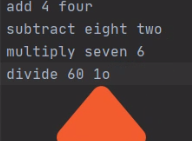 add 4 four
subtract eight two
multiply seven 6
divide 60 1o